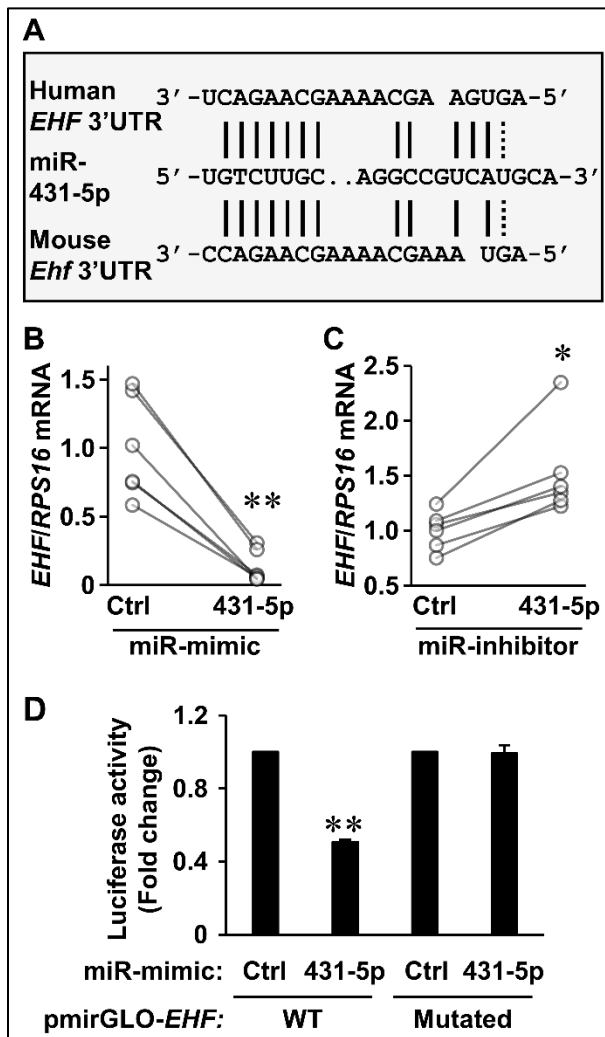 A
Human
EHF 3’UTR
3’-UCAGAACGAAAACGA AGUGA-5’
miR-
431-5p
5’-UGTCUUGC..AGGCCGUCAUGCA-3’
Mouse
Ehf 3’UTR
3’-CCAGAACGAAAACGAAA UGA-5’
B
EHF/RPS16 mRNA
1.5
1.0
0.5
0
**
Ctrl 431-5p
miR-mimic
C
EHF/RPS16 mRNA
2.5
2.0
1.5
1.0
0.5
*
Ctrl 431-5p
miR-inhibitor
D
Luciferase activity
(Fold change)
1.2
0.8
0.4
0
**
miR-mimic: Ctrl 431-5p Ctrl 431-5p
pmirGLO-EHF: WT Mutated